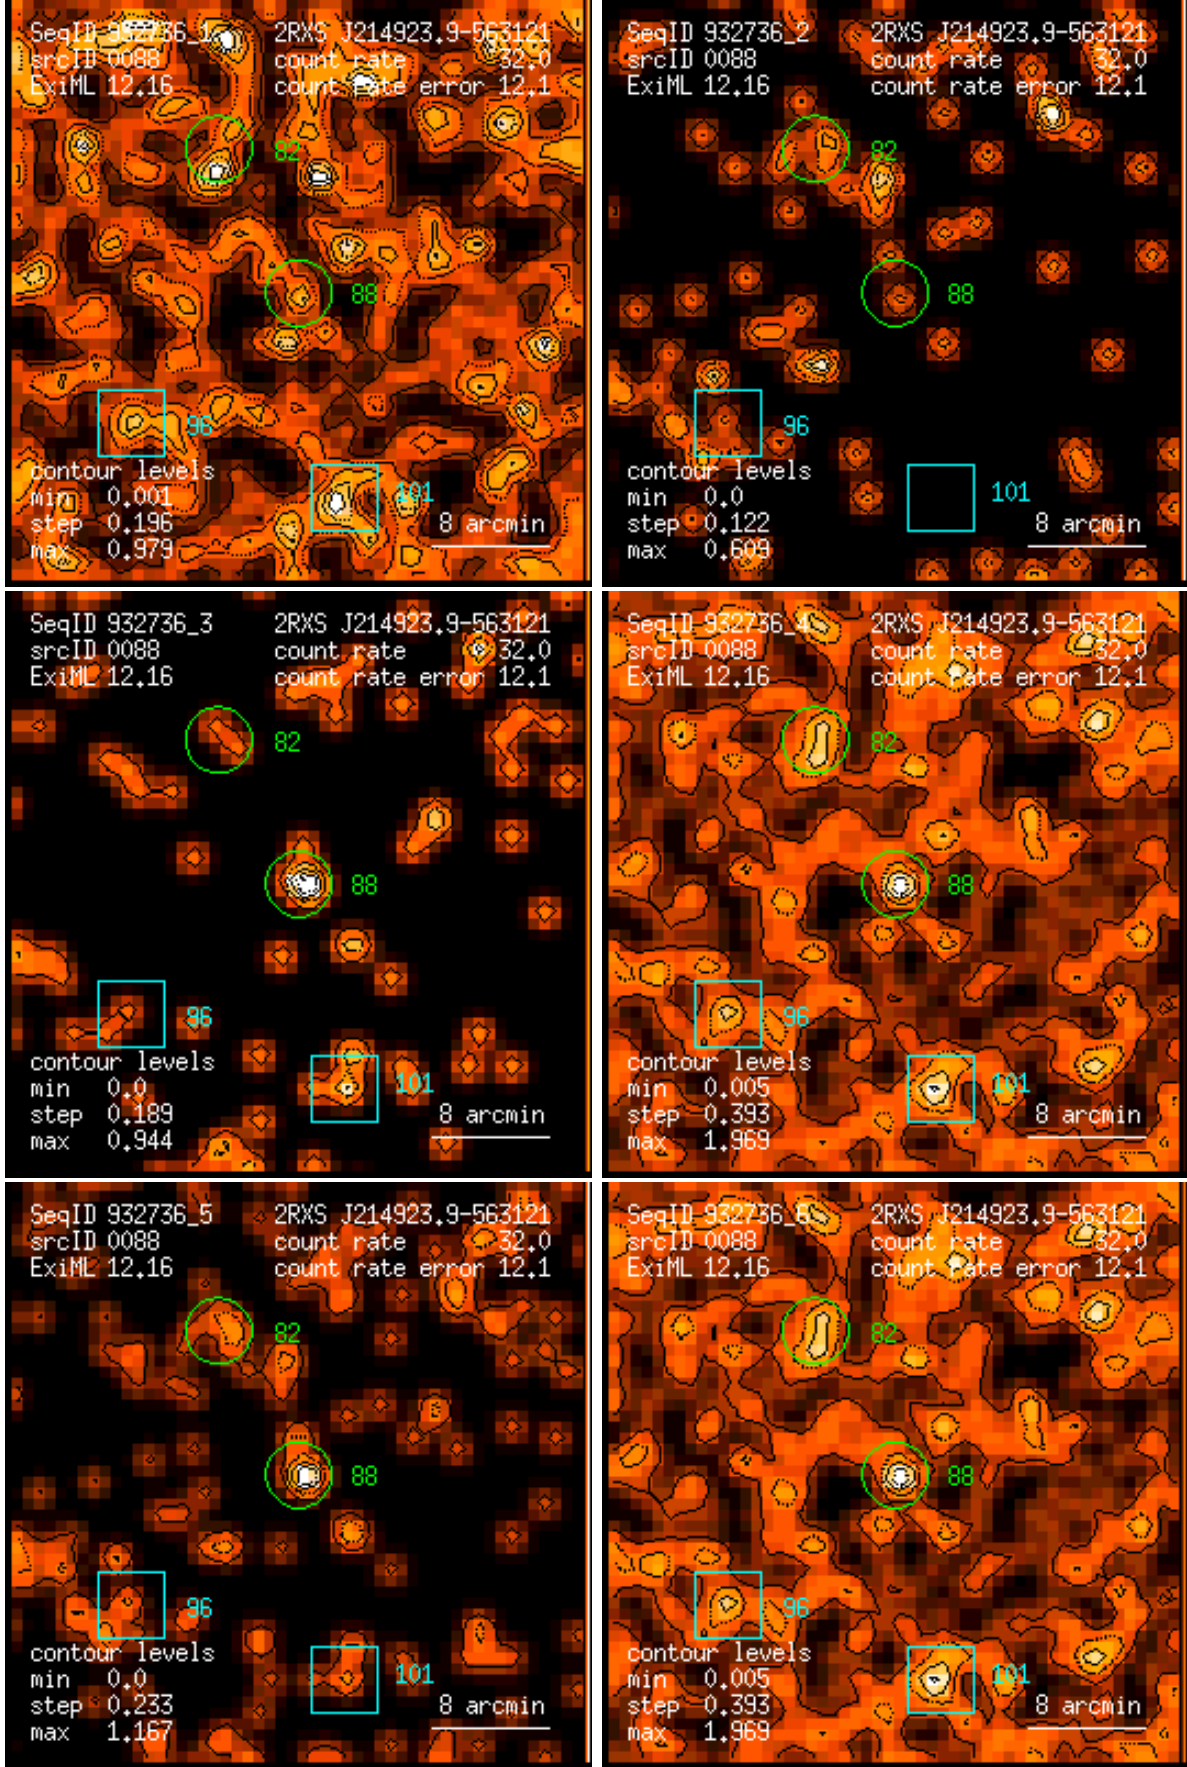 SeqID 932736_1 2RXS J214923.9-563121
srcID 0088 count rate 32.0
ExiML 12.16 count rate error 12.1
82
88
96
contour levels
min 0.001 101
step 0.196 8 arcmin
max 0.979
SeqID 932736_2 2RXS J214923.9-563121
srcID 0088 count rate 32.0
ExiML 12.16 count rate error 12.1
82
88
96
contour levels
min 0.0 101
step 0.122 8 arcmin
max 0.609
SeqID 932736_3 2RXS J214923.9-563121
srcID 0088 count rate 32.0
ExiML 12.16 count rate error 12.1
82
88
96
contour levels
min 0.0 101
step 0.189 8 arcmin
max 0.944
SeqID 932736_4 2RXS J214923.9-563121
srcID 0088 count rate 32.0
ExiML 12.16 count rate error 12.1
82
88
96
contour levels
min 0.005 101
step 0.393 8 arcmin
max 1.969
SeqID 932736_5 2RXS J214923.9-563121
srcID 0088 count rate 32.0
ExiML 12.16 count rate error 12.1
82
88
96
contour levels
min 0.0 101
step 0.233 8 arcmin
max 1.167
SeqID 932736_6 2RXS J214923.9-563121
srcID 0088 count rate 32.0
ExiML 12.16 count rate error 12.1
82
88
96
contour levels
min 0.005 101
step 0.393 8 arcmin
max 1.969